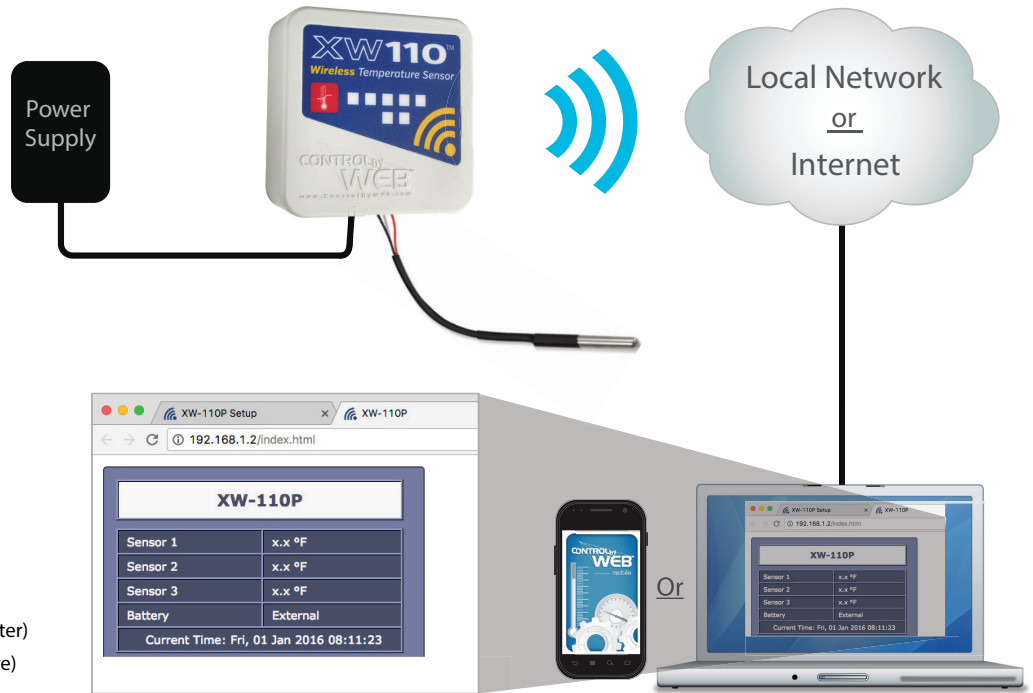 Power
Supply
XW110™
Wireless Temperature Sensor
CONTROL by
WEB™
www.ControlByWeb.com
Local Network
or
Internet
XW-110P Setup
XW-110P
192.168.1.2/index.html
XW-110P
Sensor 1 x.x °F
Sensor 2 x.x °F
Sensor 3 x.x °F
Battery External
Current Time: Fri, 01 Jan 2016 08:11:23
ter)
e)
CONTROL by
WEB™
mobile
Or
XW-110P Setup
XW-110P
192.168.1.2/index.html
XW-110P
Sensor 1 x.x °F
Sensor 2 x.x °F
Sensor 3 x.x °F
Battery External
Current Time: Fri, 01 Jan 2016 08:11:23